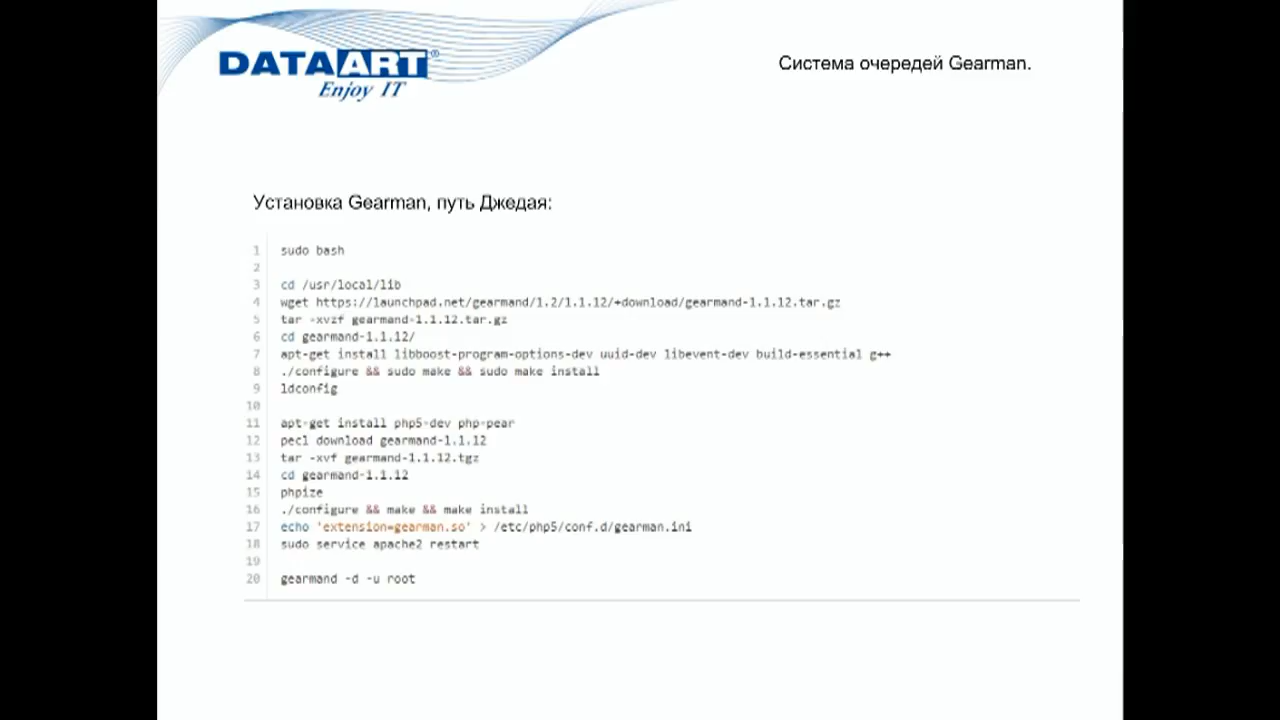 DATAART®
Enjoy IT
Система очередей Gearman.
Установка Gearman, путь Джедая:
1 sudo bash
2
3 cd /usr/local/lib
4 wget https://launchpad.net/gearmand/1.2/1.1.12/+download/gearmand-1.1.12.tar.gz
5 tar -xvzf gearmand-1.1.12.tar.gz
6 cd gearmand-1.1.12/
7 apt-get install libboost-program-options-dev uuid-dev libevent-dev build-essential g++
8 ./configure && sudo make && sudo make install
9 ldconfig
10
11 apt-get install php5-dev php-pear
12 pecl download gearmand-1.1.12
13 tar -xvf gearmand-1.1.12.tgz
14 cd gearmand-1.1.12
15 phpize
16 ./configure && make && make install
17 echo 'extension=gearman.so' > /etc/php5/conf.d/gearman.ini
18 sudo service apache2 restart
19
20 gearmand -d -u root